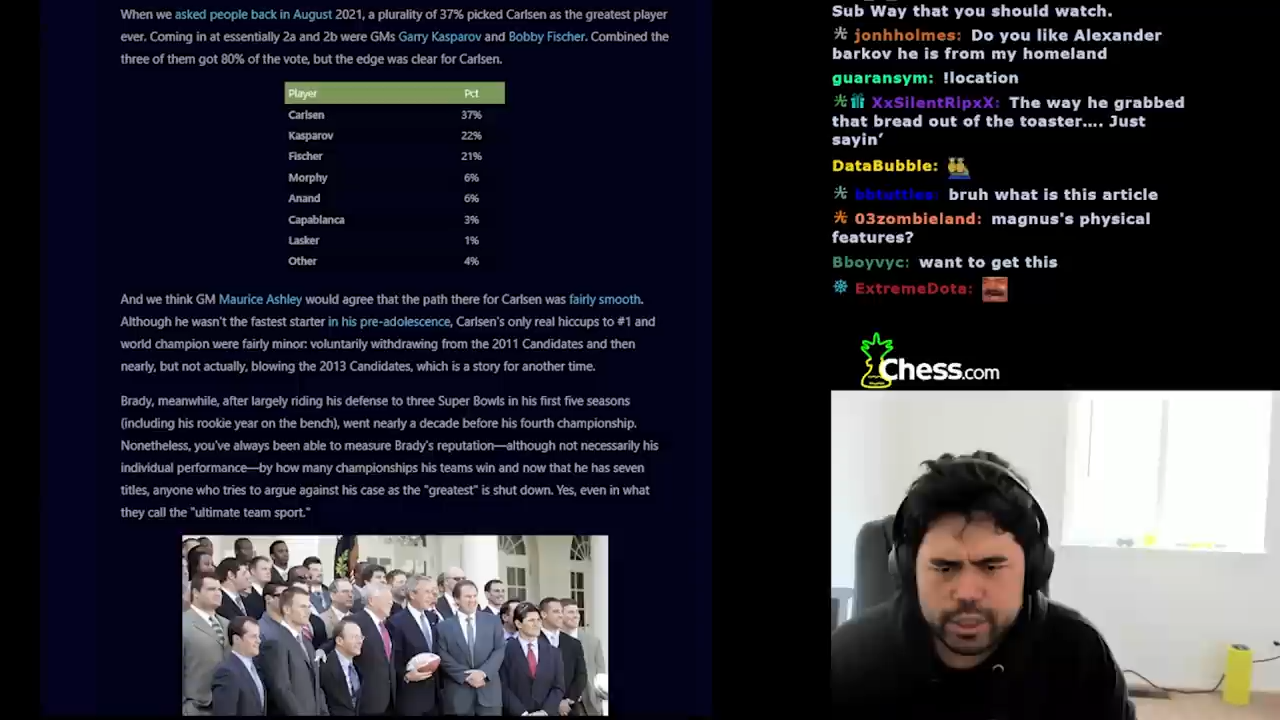 When we asked people back in August 2021, a plurality of 37% picked Carlsen as the greatest player
ever. Coming in at essentially 2a and 2b were GMs Garry Kasparov and Bobby Fischer. Combined the
three of them got 80% of the vote, but the edge was clear for Carlsen.
Player Pct
Carlsen 37%
Kasparov 22%
Fischer 21%
Morphy 6%
Anand 6%
Capablanca 3%
Lasker 1%
Other 4%
And we think GM Maurice Ashley would agree that the path there for Carlsen was fairly smooth.
Although he wasn't the fastest starter in his pre-adolescence, Carlsen's only real hiccups to #1 and
world champion were fairly minor: voluntarily withdrawing from the 2011 Candidates and then
nearly, but not actually, blowing the 2013 Candidates, which is a story for another time.
Brady, meanwhile, after largely riding his defense to three Super Bowls in his first five seasons
(including his rookie year on the bench), went nearly a decade before his fourth championship.
Nonetheless, you've always been able to measure Brady's reputation—although not necessarily his
individual performance—by how many championships his teams win and now that he has seven
titles, anyone who tries to argue against his case as the "greatest" is shut down. Yes, even in what
they call the "ultimate team sport."
Sub Way that you should watch.
jonhholmes: Do you like Alexander
barkov he is from my homeland
guaransym: !location
XxSilentRipxX: The way he grabbed
that bread out of the toaster.... Just
sayin'
DataBubble:
bbtuttles: bruh what is this article
03zombieland: magnus's physical
features?
Bboyvyc: want to get this
ExtremeDota:
Chess.com